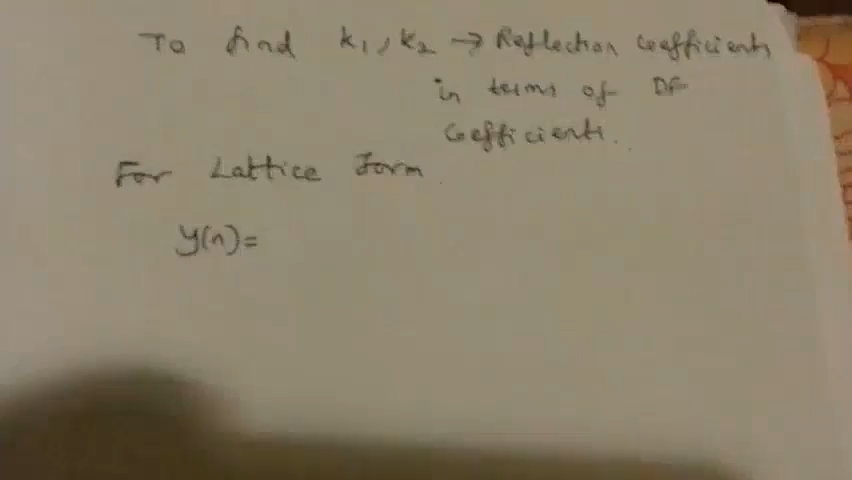 To find k1, k2 → Reflection coefficients
in terms of DF
coefficients.
For Lattice Form
y(n)=